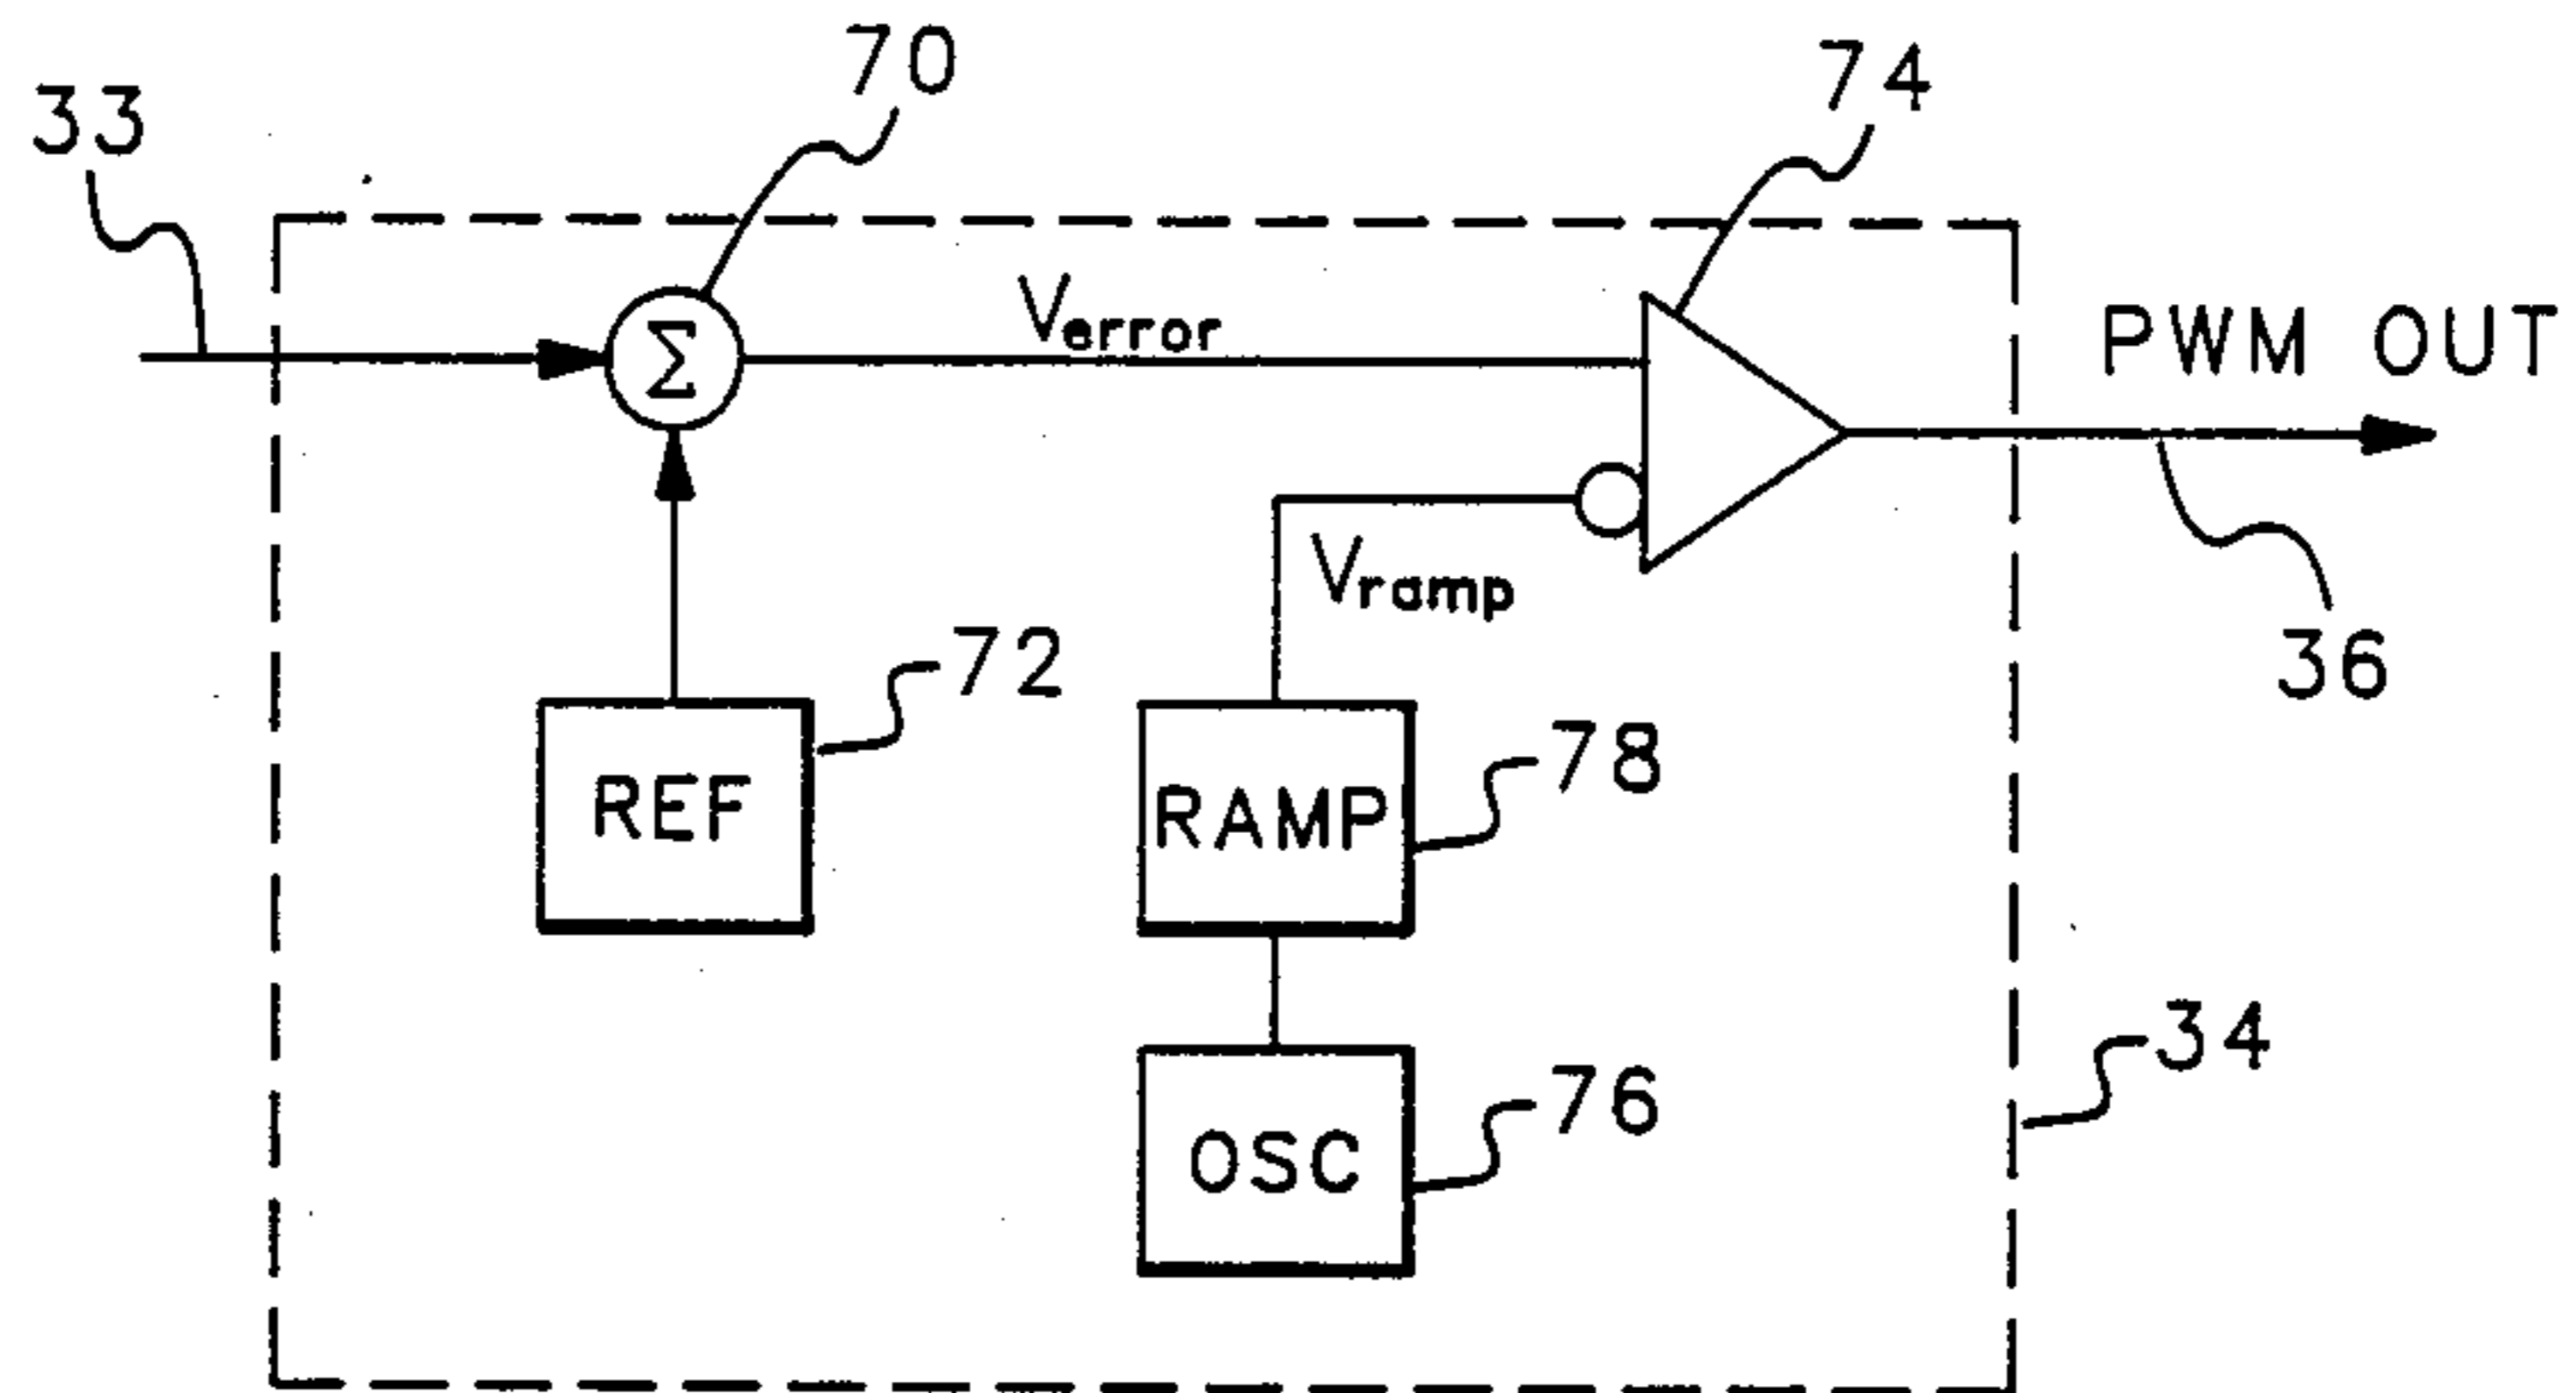 70
74
33
Verror
PWM OUT
Σ
Vramp
36
72
REF
78
RAMP
34
76
OSC